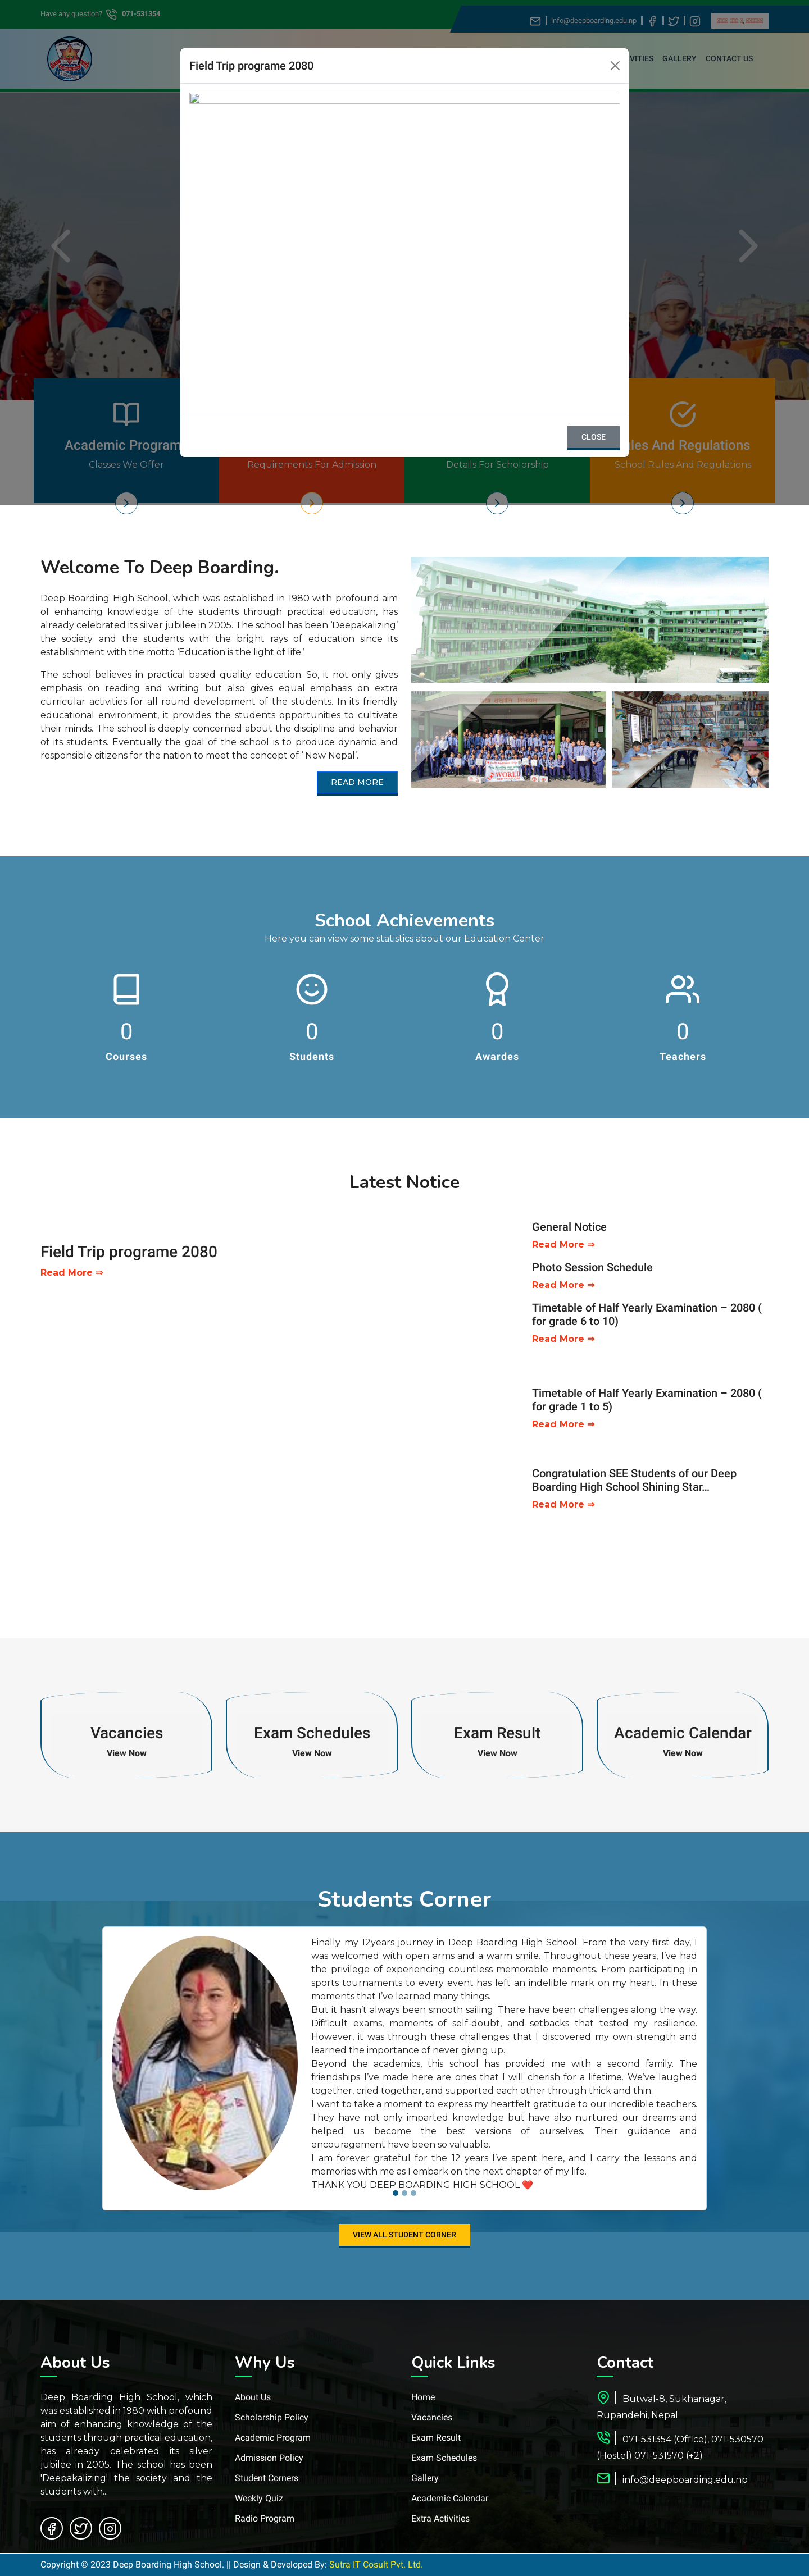 Have any question? 071-531354
info@deepboarding.edu.np
GALLERY
CONTACT US
Field Trip programe 2080
CLOSE
Academic Program
Classes We Offer
Requirements For Admission
Details For Scholorship
And Regulations
School Rules And Regulations
Welcome To Deep Boarding.
Deep Boarding High School, which was established in 1980 with profound aim
of enhancing knowledge of the students through practical education, has
already celebrated its silver jubilee in 2005. The school has been ‘Deepakalizing’
the society and the students with the bright rays of education since its
establishment with the motto ‘Education is the light of life.’
The school believes in practical based quality education. So, it not only gives
emphasis on reading and writing but also gives equal emphasis on extra
curricular activities for all round development of the students. In its friendly
educational environment, it provides the students opportunities to cultivate
their minds. The school is deeply concerned about the discipline and behavior
of its students. Eventually the goal of the school is to produce dynamic and
responsible citizens for the nation to meet the concept of ‘ New Nepal’.
READ MORE
School Achievements
Here you can view some statistics about our Education Center
0
Courses
0
Students
0
Awardes
0
Teachers
Latest Notice
Field Trip programe 2080
Read More ⇒
General Notice
Read More ⇒
Photo Session Schedule
Read More ⇒
Timetable of Half Yearly Examination – 2080 (
for grade 6 to 10)
Read More ⇒
Timetable of Half Yearly Examination – 2080 (
for grade 1 to 5)
Read More ⇒
Congratulation SEE Students of our Deep
Boarding High School Shining Star...
Read More ⇒
Vacancies
View Now
Exam Schedules
View Now
Exam Result
View Now
Academic Calendar
View Now
Students Corner
Finally my 12years journey in Deep Boarding High School. From the very first day, I
was welcomed with open arms and a warm smile. Throughout these years, I’ve had
the privilege of experiencing countless memorable moments. From participating in
sports tournaments to every event has left an indelible mark on my heart. In these
moments that I’ve learned many things.
But it hasn’t always been smooth sailing. There have been challenges along the way.
Difficult exams, moments of self-doubt, and setbacks that tested my resilience.
However, it was through these challenges that I discovered my own strength and
learned the importance of never giving up.
Beyond the academics, this school has provided me with a second family. The
friendships I’ve made here are ones that I will cherish for a lifetime. We’ve laughed
together, cried together, and supported each other through thick and thin.
I want to take a moment to express my heartfelt gratitude to our incredible teachers.
They have not only imparted knowledge but have also nurtured our dreams and
helped us become the best versions of ourselves. Their guidance and
encouragement have been so valuable.
I am forever grateful for the 12 years I’ve spent here, and I carry the lessons and
memories with me as I embark on the next chapter of my life.
THANK YOU DEEP BOARDING HIGH SCHOOL ❤️
VIEW ALL STUDENT CORNER
About Us
Deep Boarding High School, which
was established in 1980 with profound
aim of enhancing knowledge of the
students through practical education,
has already celebrated its silver
jubilee in 2005. The school has been
'Deepakalizing' the society and the
students with...
Why Us
About Us
Scholarship Policy
Academic Program
Admission Policy
Student Corners
Weekly Quiz
Radio Program
Quick Links
Home
Vacancies
Exam Result
Exam Schedules
Gallery
Academic Calendar
Extra Activities
Contact
Butwal-8, Sukhanagar,
Rupandehi, Nepal
071-531354 (Office), 071-530570
(Hostel) 071-531570 (+2)
info@deepboarding.edu.np
Copyright © 2023 Deep Boarding High School. || Design & Developed By: Sutra IT Cosult Pvt. Ltd.